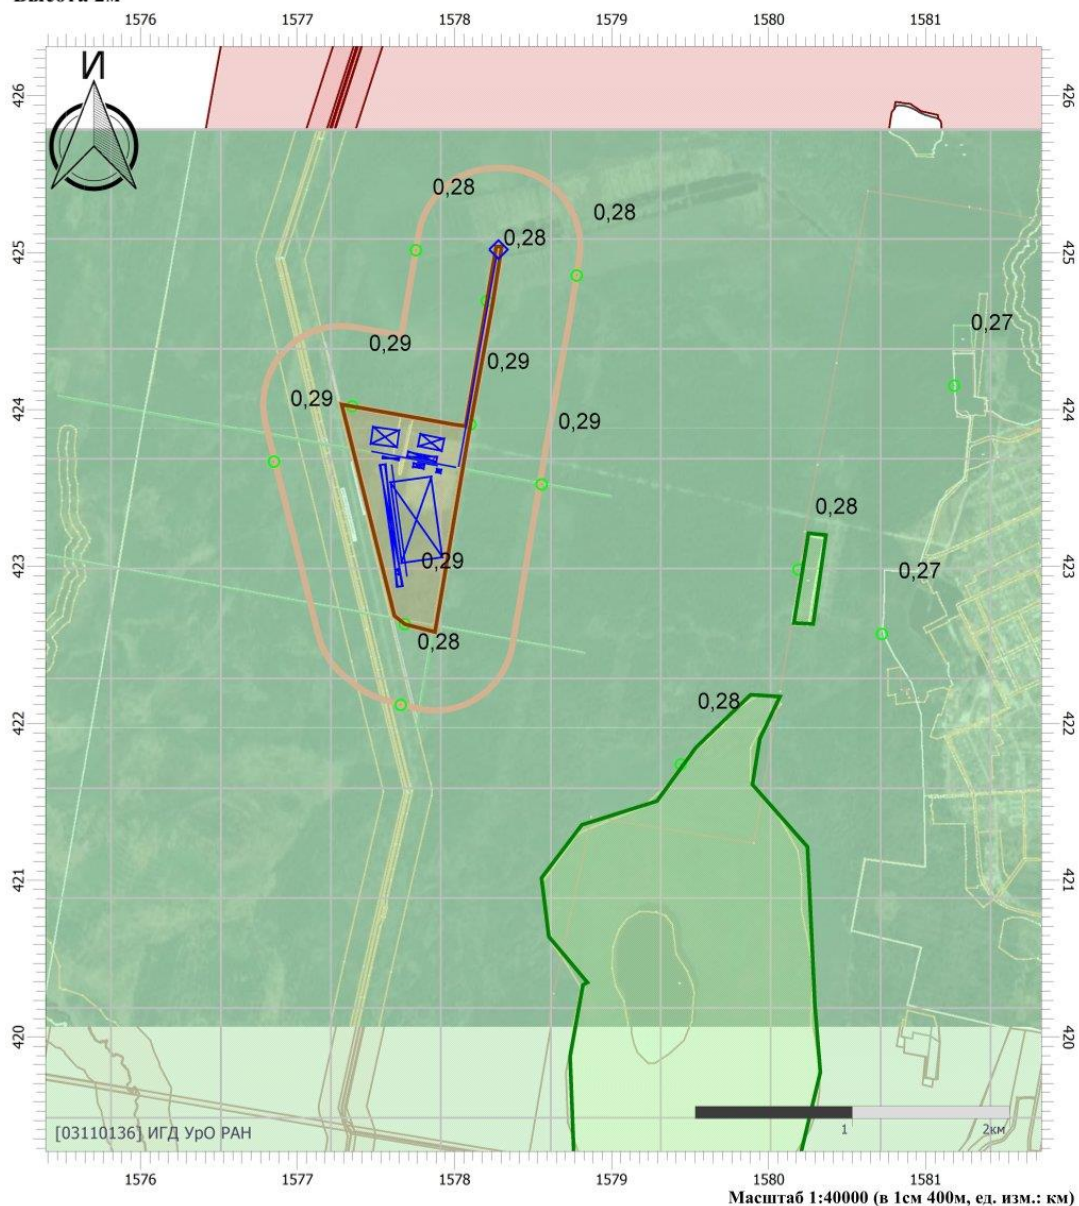 Высота 2м
1576 1577 1578 1579 1580 1581
И
426 426
0,28
0,28
0,28
425 425
0,27
0,29
0,29
0,29
424 424
0,29
0,28
0,29
423 423
0,27
0,28
0,28
422 422
421 421
420 420
1 2км
[03110136] ИГД УрО РАН
1576 1577 1578 1579 1580 1581
Масштаб 1:40000 (в 1см 400м, ед. изм.: км)